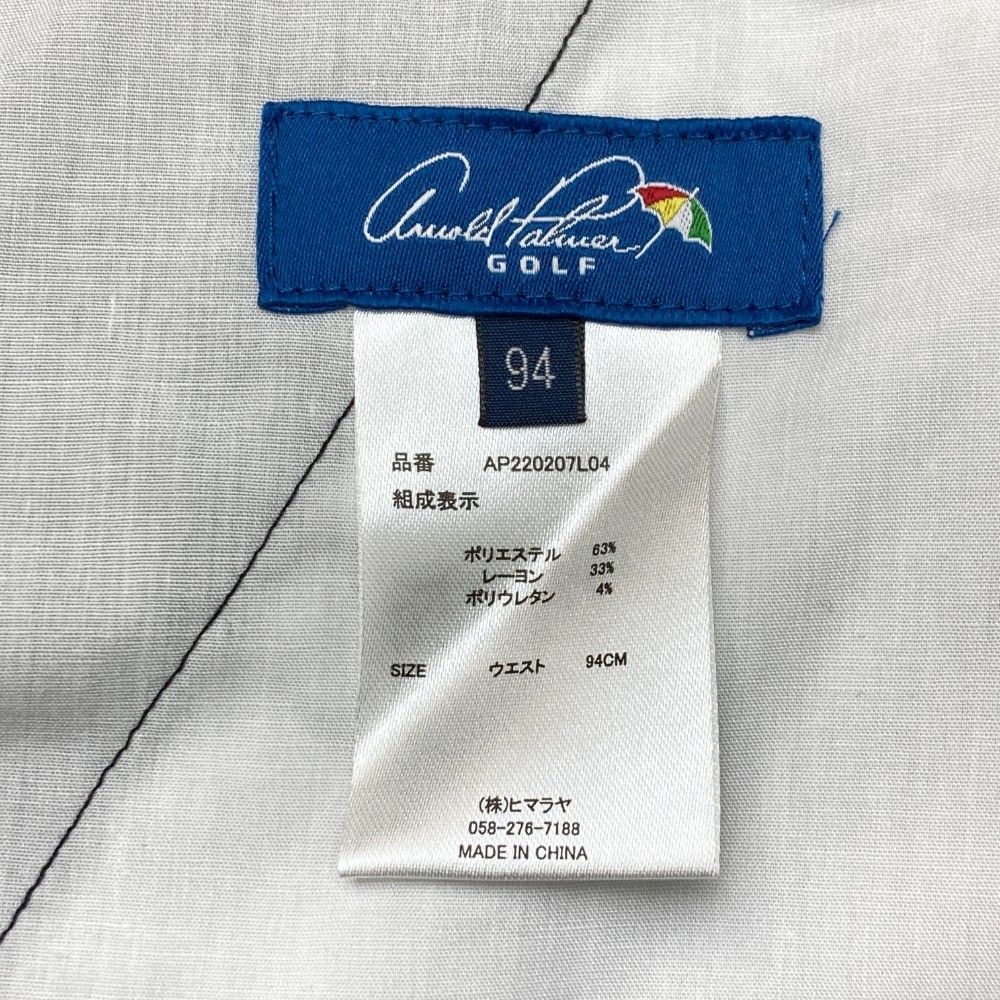 Arnold Palmer
GOLF
94
品番 AP220207L04
組成表示
ポリエステル 63%
レーヨン 33%
ポリウレタン 4%
SIZE ウエスト 94CM
(株)ヒマラヤ
058-276-7188
MADE IN CHINA